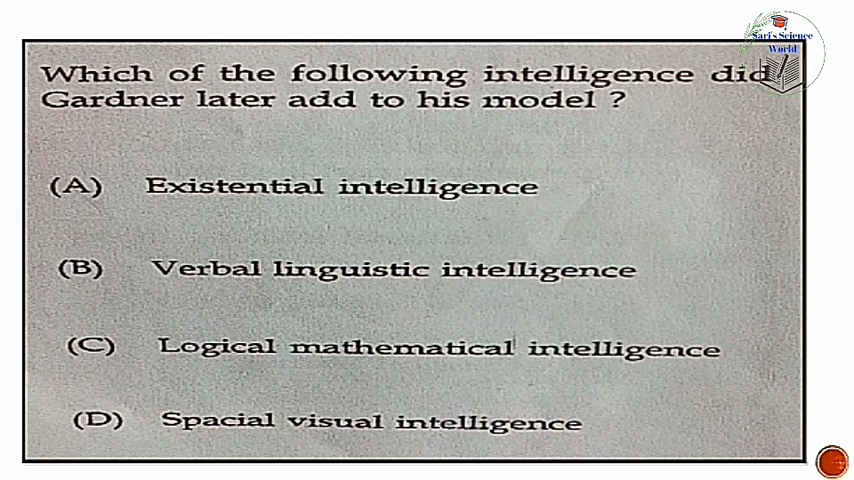 Sari's Science
World
Which of the following intelligence did
Gardner later add to his model ?
(A) Existential intelligence
(B) Verbal linguistic intelligence
(C) Logical mathematical intelligence
(D) Spacial visual intelligence